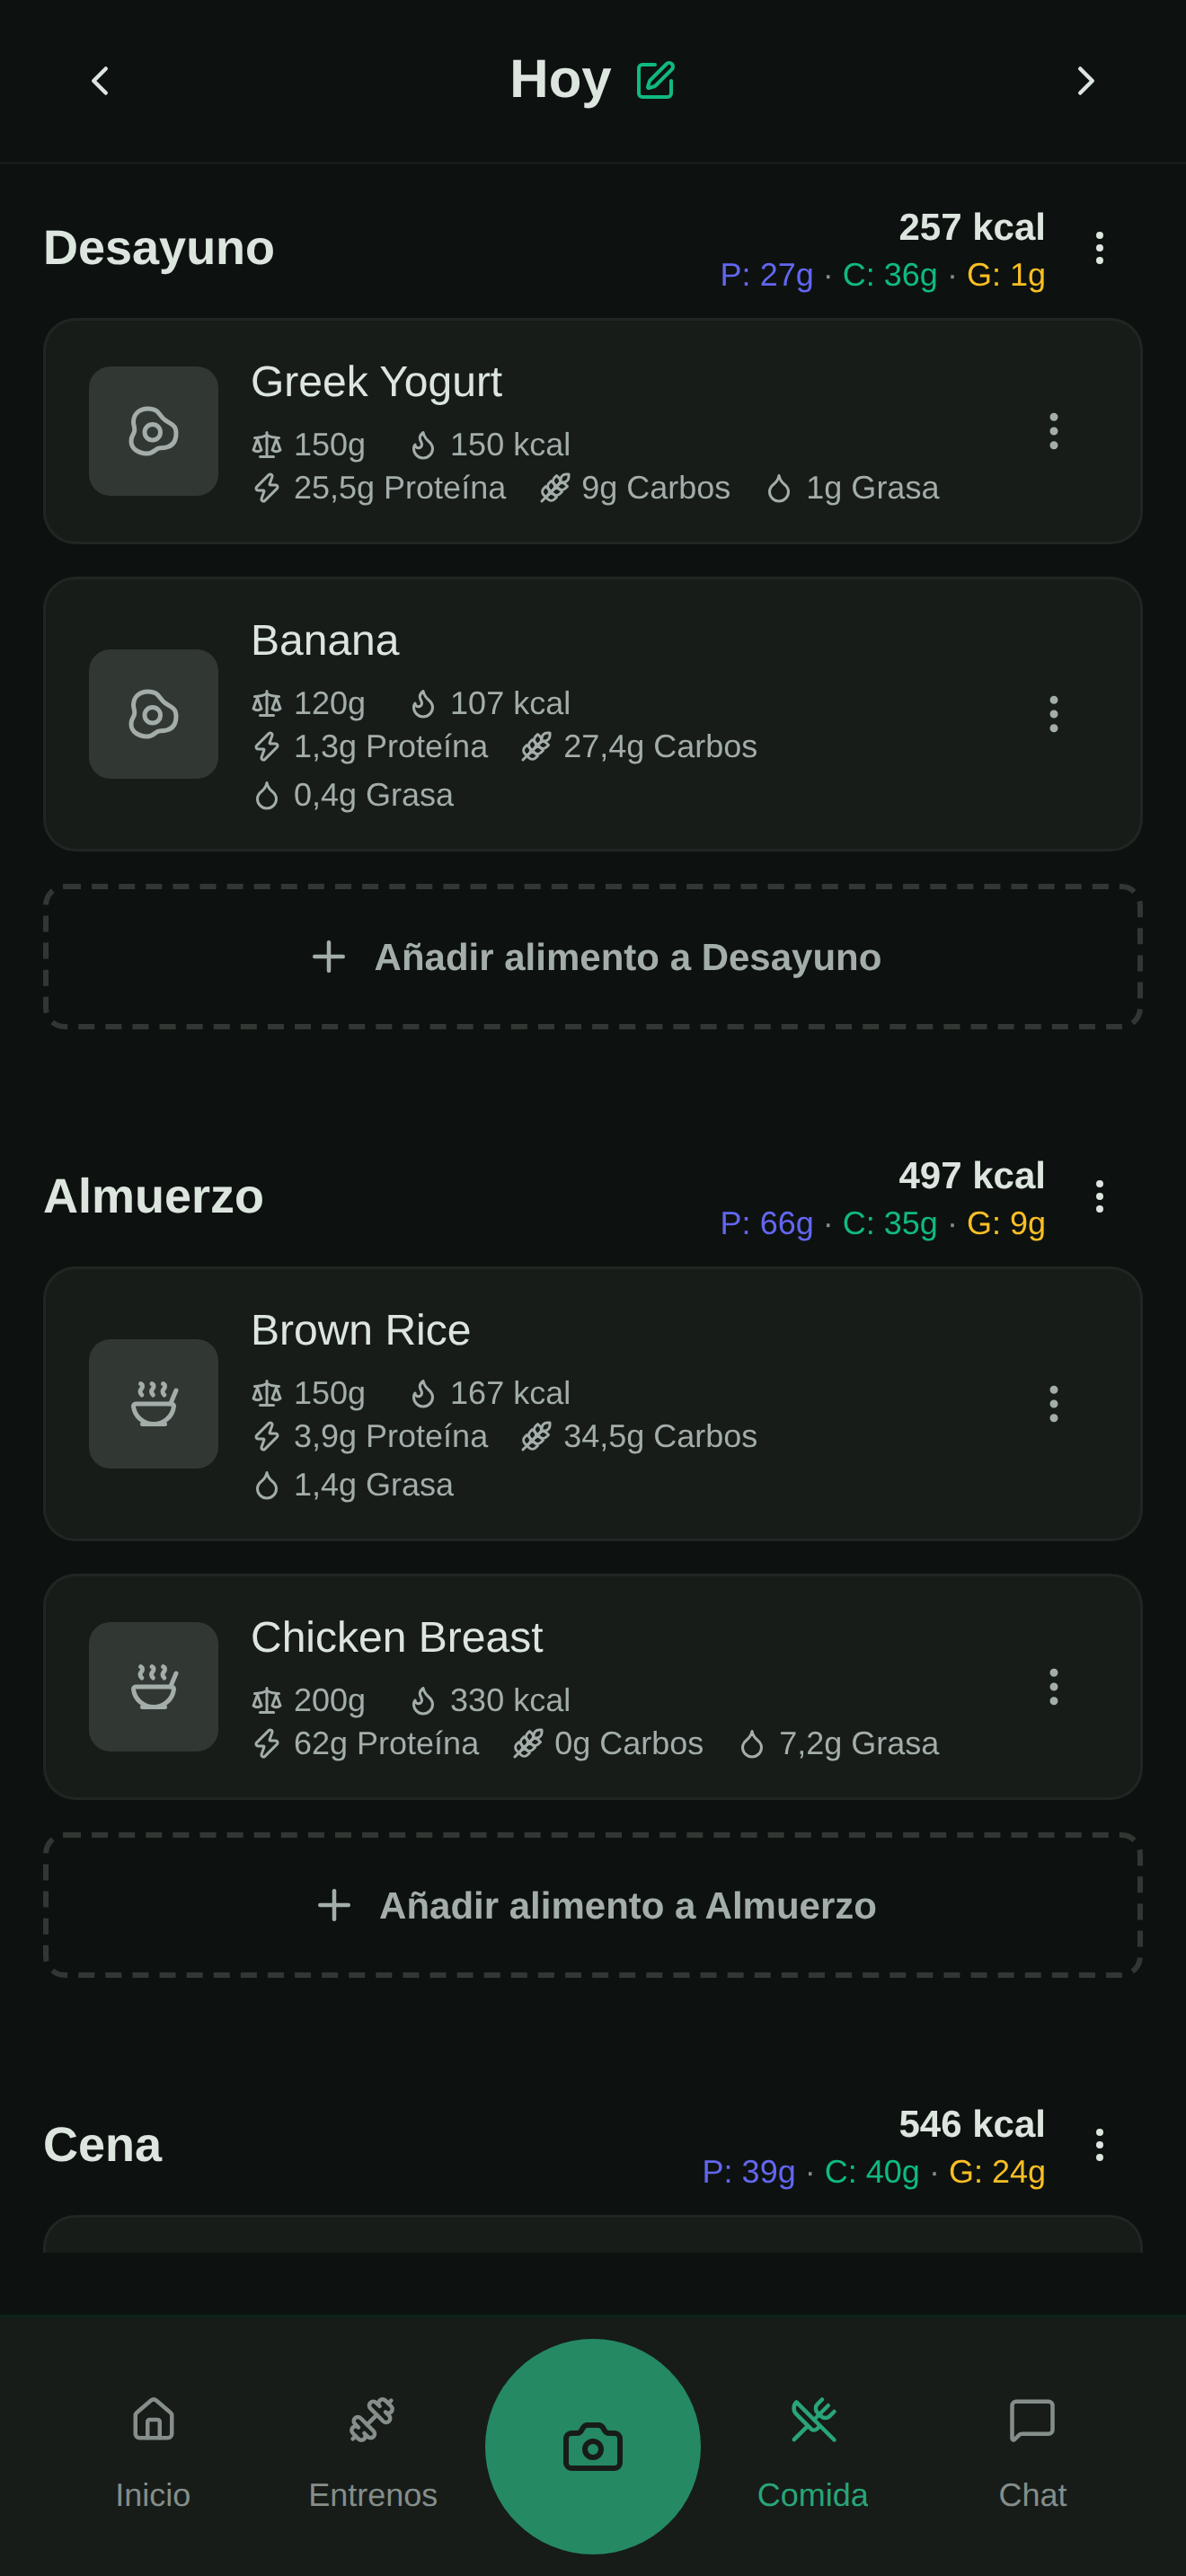 Hoy
Desayuno
257 kcal
P: 27g · C: 36g · G: 1g
Greek Yogurt
150g 150 kcal
25,5g Proteína 9g Carbos 1g Grasa
Banana
120g 107 kcal
1,3g Proteína 27,4g Carbos
0,4g Grasa
Añadir alimento a Desayuno
Almuerzo
497 kcal
P: 66g · C: 35g · G: 9g
Brown Rice
150g 167 kcal
3,9g Proteína 34,5g Carbos
1,4g Grasa
Chicken Breast
200g 330 kcal
62g Proteína 0g Carbos 7,2g Grasa
Añadir alimento a Almuerzo
Cena
546 kcal
P: 39g · C: 40g · G: 24g
Inicio Entrenos Comida Chat